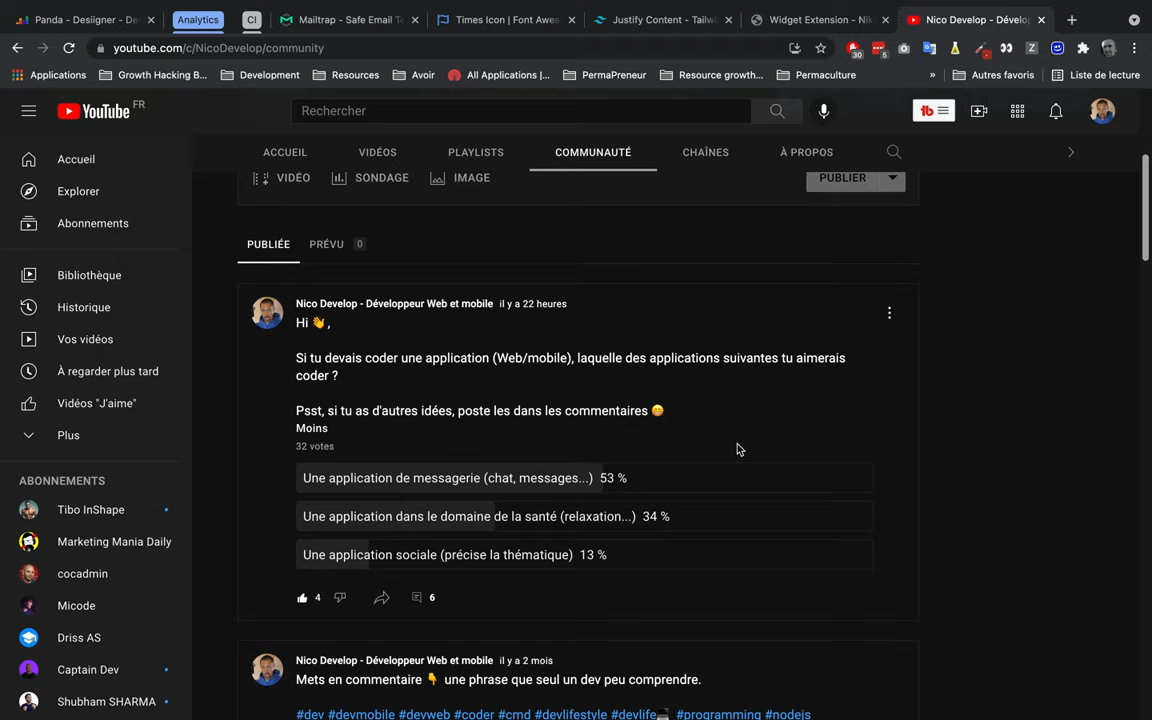 Panda - Desiigner - De
Analytics
CI
Mailtrap - Safe Email Te
Times Icon | Font Awes
Justify Content - Tailwi
Widget Extension - Nik
Nico Develop - Dévelop
youtube.com/c/NicoDevelop/community
30
5
Applications
Growth Hacking B...
Development
Resources
Avoir
All Applications |...
PermaPreneur
Resource growth...
Permaculture
»
Autres favoris
Liste de lecture
YouTube FR
Rechercher
tb
ACCUEIL
VIDÉOS
PLAYLISTS
COMMUNAUTÉ
CHAÎNES
À PROPOS
VIDÉO
SONDAGE
IMAGE
PUBLIER
PUBLIÉE
PRÉVU 0
Accueil
Explorer
Abonnements
Bibliothèque
Historique
Vos vidéos
À regarder plus tard
Vidéos "J'aime"
Plus
ABONNEMENTS
Tibo InShape
Marketing Mania Daily
cocadmin
Micode
Driss AS
Captain Dev
Shubham SHARMA
Nico Develop - Développeur Web et mobile il y a 22 heures
Hi 👋 ,
Si tu devais coder une application (Web/mobile), laquelle des applications suivantes tu aimerais
coder ?
Psst, si tu as d'autres idées, poste les dans les commentaires 😁
Moins
32 votes
Une application de messagerie (chat, messages...) 53 %
Une application dans le domaine de la santé (relaxation...) 34 %
Une application sociale (précise la thématique) 13 %
4
6
Nico Develop - Développeur Web et mobile il y a 2 mois
Mets en commentaire 👇 une phrase que seul un dev peu comprendre.
#dev #devmobile #devweb #coder #cmd #devlifestyle #devlife💻 #programming #nodejs